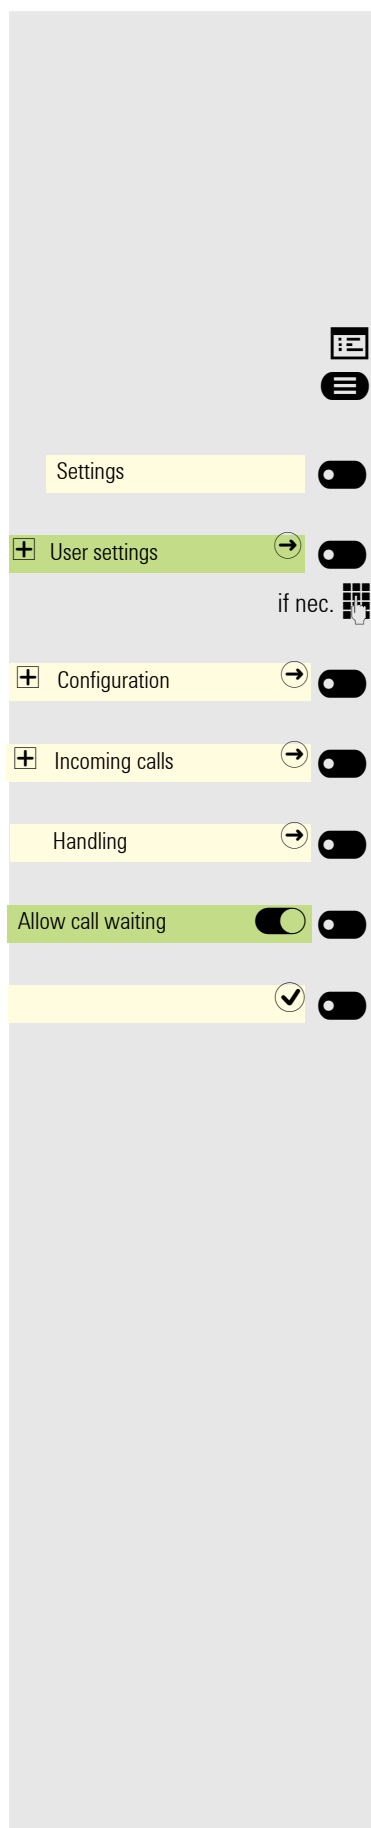 Settings
User settings
if nec.
Configuration
Incoming calls
Handling
Allow call waiting